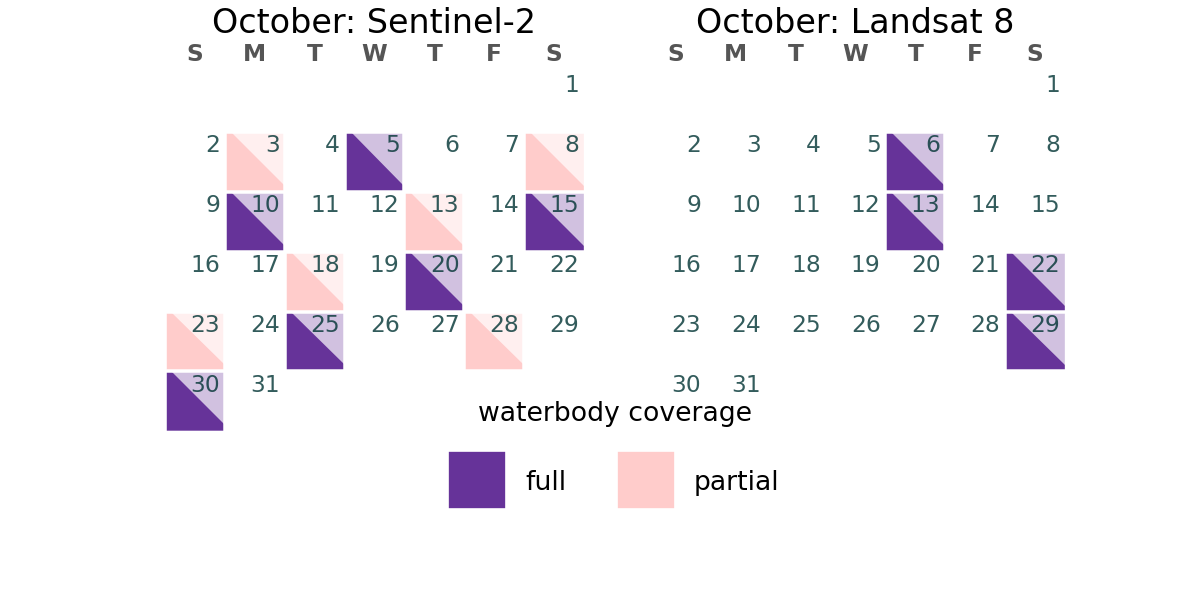 October: Sentinel-2
S M T W T F S
1
2 3 4 5 6 7 8
9 10 11 12 13 14 15
16 17 18 19 20 21 22
23 24 25 26 27 28 29
30 31
October: Landsat 8
S M T W T F S
1
2 3 4 5 6 7 8
9 10 11 12 13 14 15
16 17 18 19 20 21 22
23 24 25 26 27 28 29
30 31
waterbody coverage
full partial